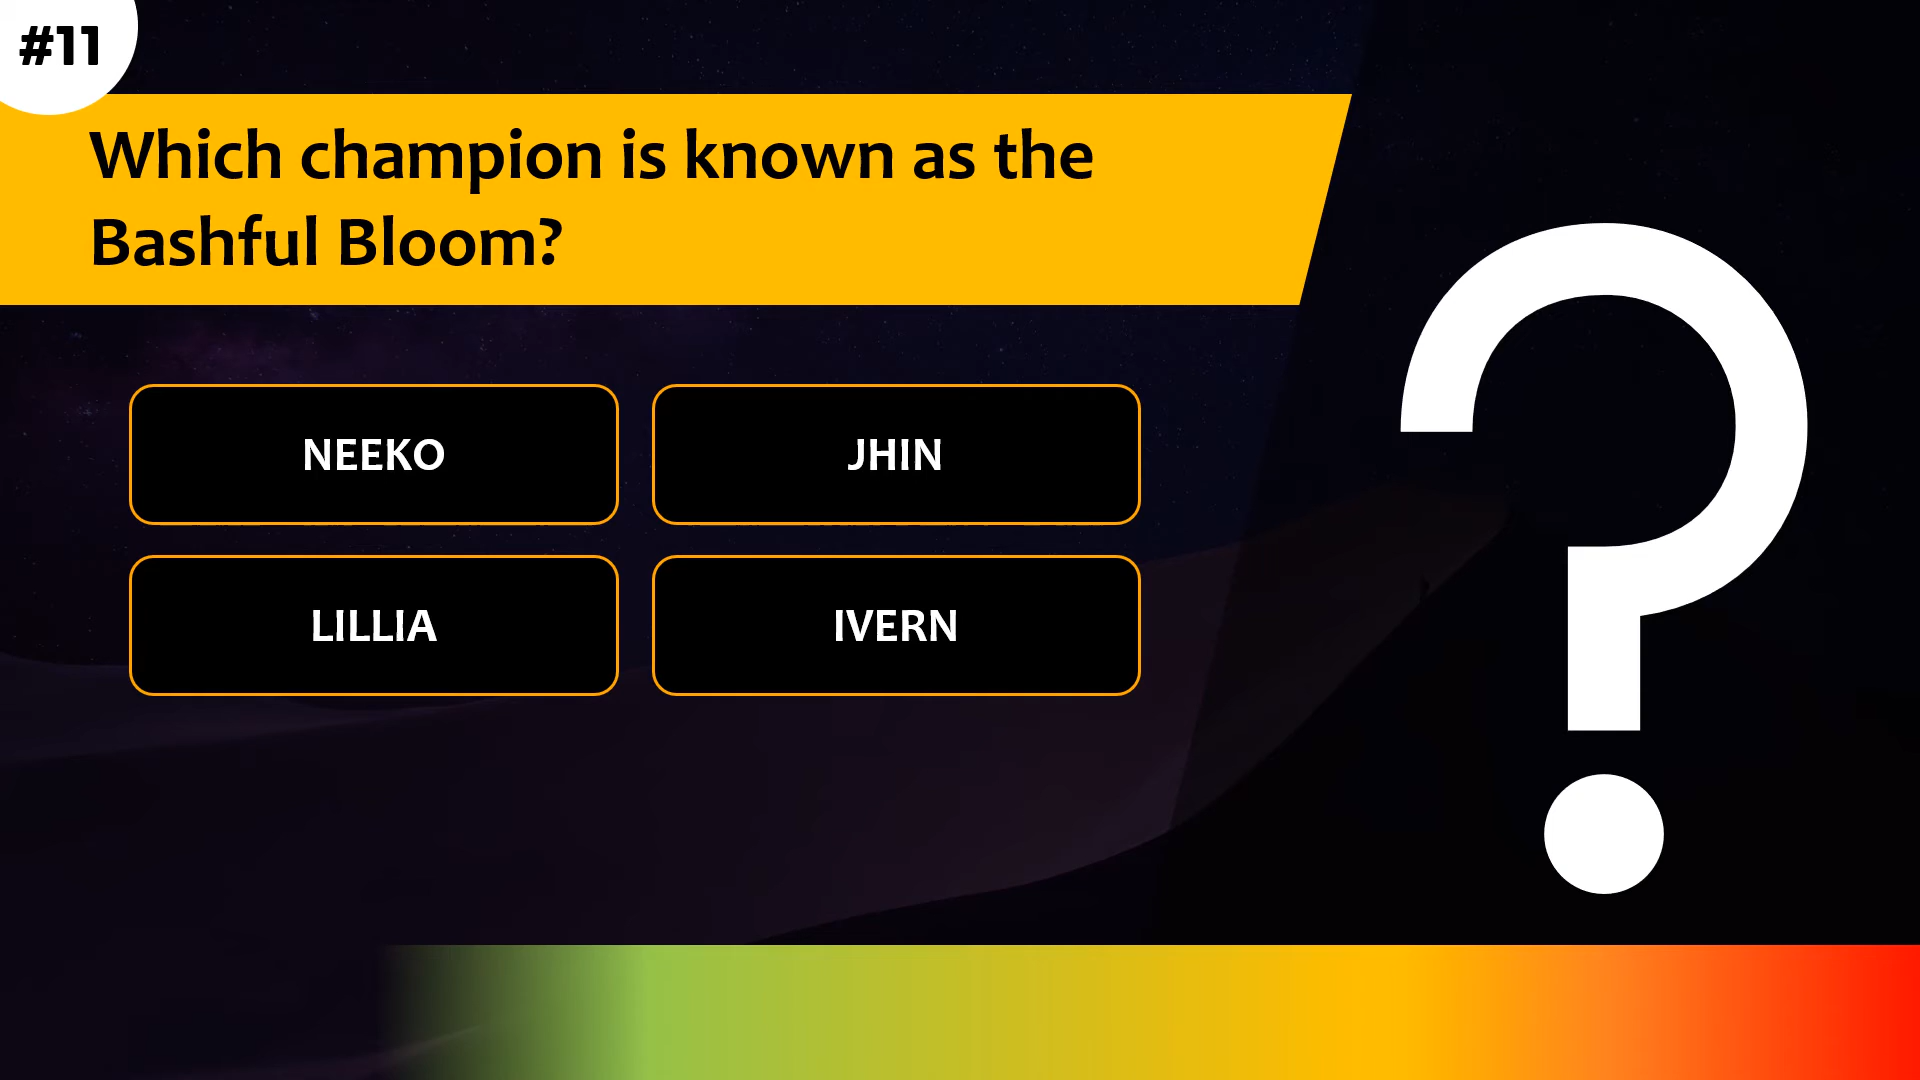 #11
Which champion is known as the
Bashful Bloom?
NEEKO
JHIN
LILLIA
IVERN
?